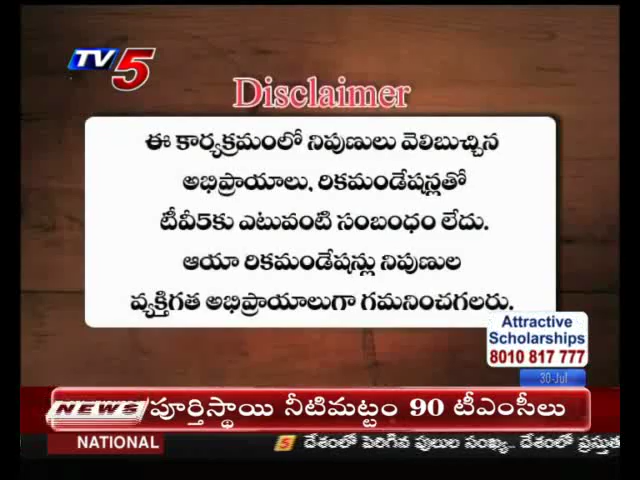 TV5
Disclaimer
ఈ కార్యక్రమంలో నిపుణులు వెలిబుచ్చిన
అభిప్రాయాలు, రికమండేషన్లతో
టీవీ5కు ఎటువంటి సంబంధం లేదు.
ఆయా రికమండేషన్లు నిపుణుల
వ్యక్తిగత అభిప్రాయాలుగా గమనించగలరు.
Attractive
Scholarships
8010 817 777
30-Jul
NEWS పూర్తిస్థాయి నీటిమట్టం 90 టీఎంసీలు
NATIONAL 5 దేశంలో పెరిగిన పులుల సంఖ్య.. దేశంలో ప్రస్తుత